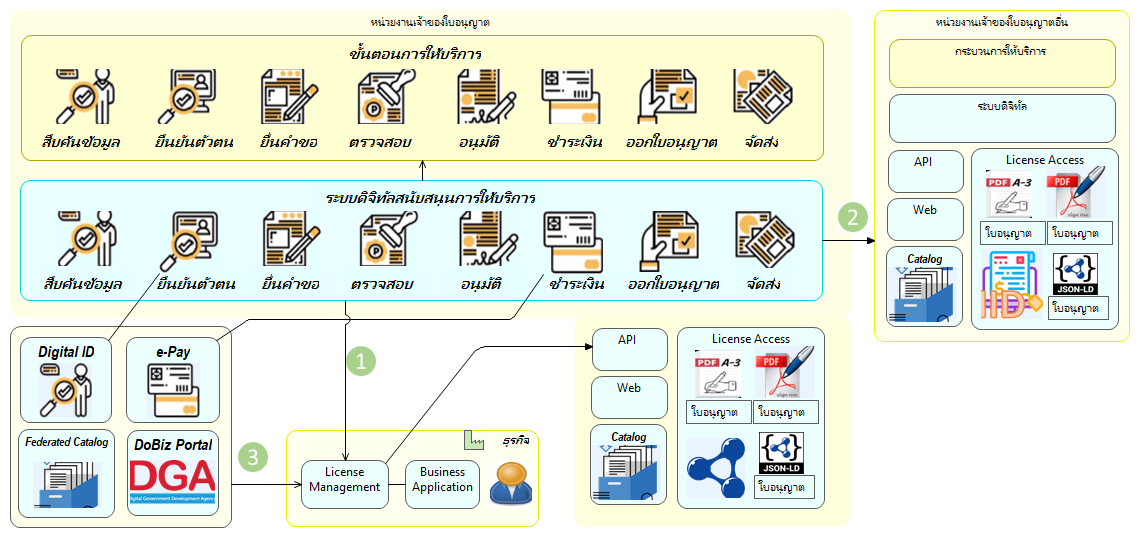 หน่วยงานเจ้าของใบอนุญาต
ขั้นตอนการให้บริการ
สืบค้นข้อมูล
ยืนยันตัวตน
ยื่นคำขอ
ตรวจสอบ
P
อนุมัติ
ชำระเงิน
ออกใบอนุญาต
จัดส่ง
ระบบดิจิทัลสนับสนุนการให้บริการ
สืบค้นข้อมูล
ยืนยันตัวตน
ยื่นคำขอ
ตรวจสอบ
P
อนุมัติ
ชำระเงิน
ออกใบอนุญาต
จัดส่ง
2
หน่วยงานเจ้าของใบอนุญาตอื่น
กระบวนการให้บริการ
ระบบดิจิทัล
API
Web
Catalog
License Access
PDF A-3
PDF
sign me
ใบอนุญาต
ใบอนุญาต
HD
JSON-LD
ใบอนุญาต
Digital ID
e-Pay
Federated Catalog
DoBiz Portal
DGA
Digital Government Development Agency
1
3
ธุรกิจ
License
Management
Business
Application
API
Web
Catalog
License Access
PDF A-3
PDF
sign me
ใบอนุญาต
ใบอนุญาต
JSON-LD
ใบอนุญาต